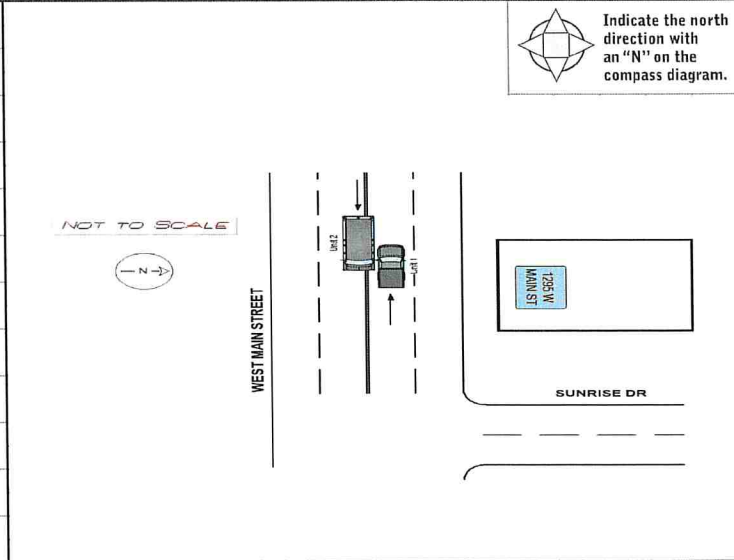 Indicate the north
direction with
an “N” on the
compass diagram.
NOT TO SCALE
N
Unit 2
Unit 1
WEST MAIN STREET
1295 W
MAIN ST
SUNRISE DR